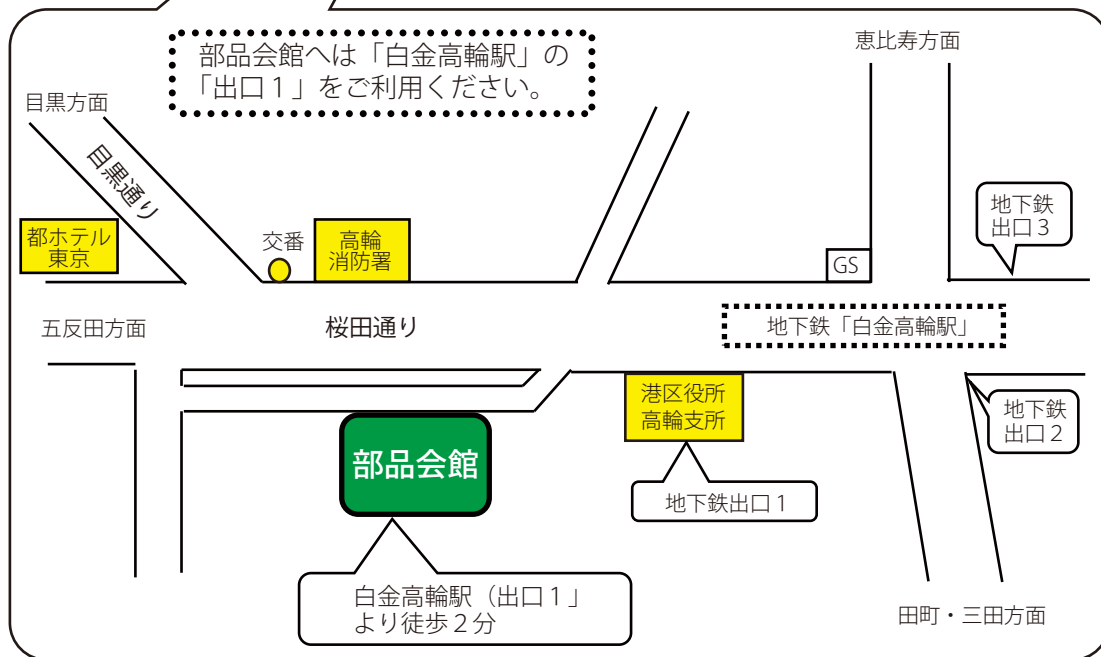 部品会館へは「白金高輪駅」の
「出口１」をご利用ください。
恵比寿方面
目黒方面
目黒通り
地下鉄
出口３
都ホテル
東京
交番
高輪
消防署
GS
五反田方面
桜田通り
地下鉄「白金高輪駅」
港区役所
高輪支所
地下鉄
出口２
部品会館
地下鉄出口１
白金高輪駅（出口１」
より徒歩２分
田町・三田方面